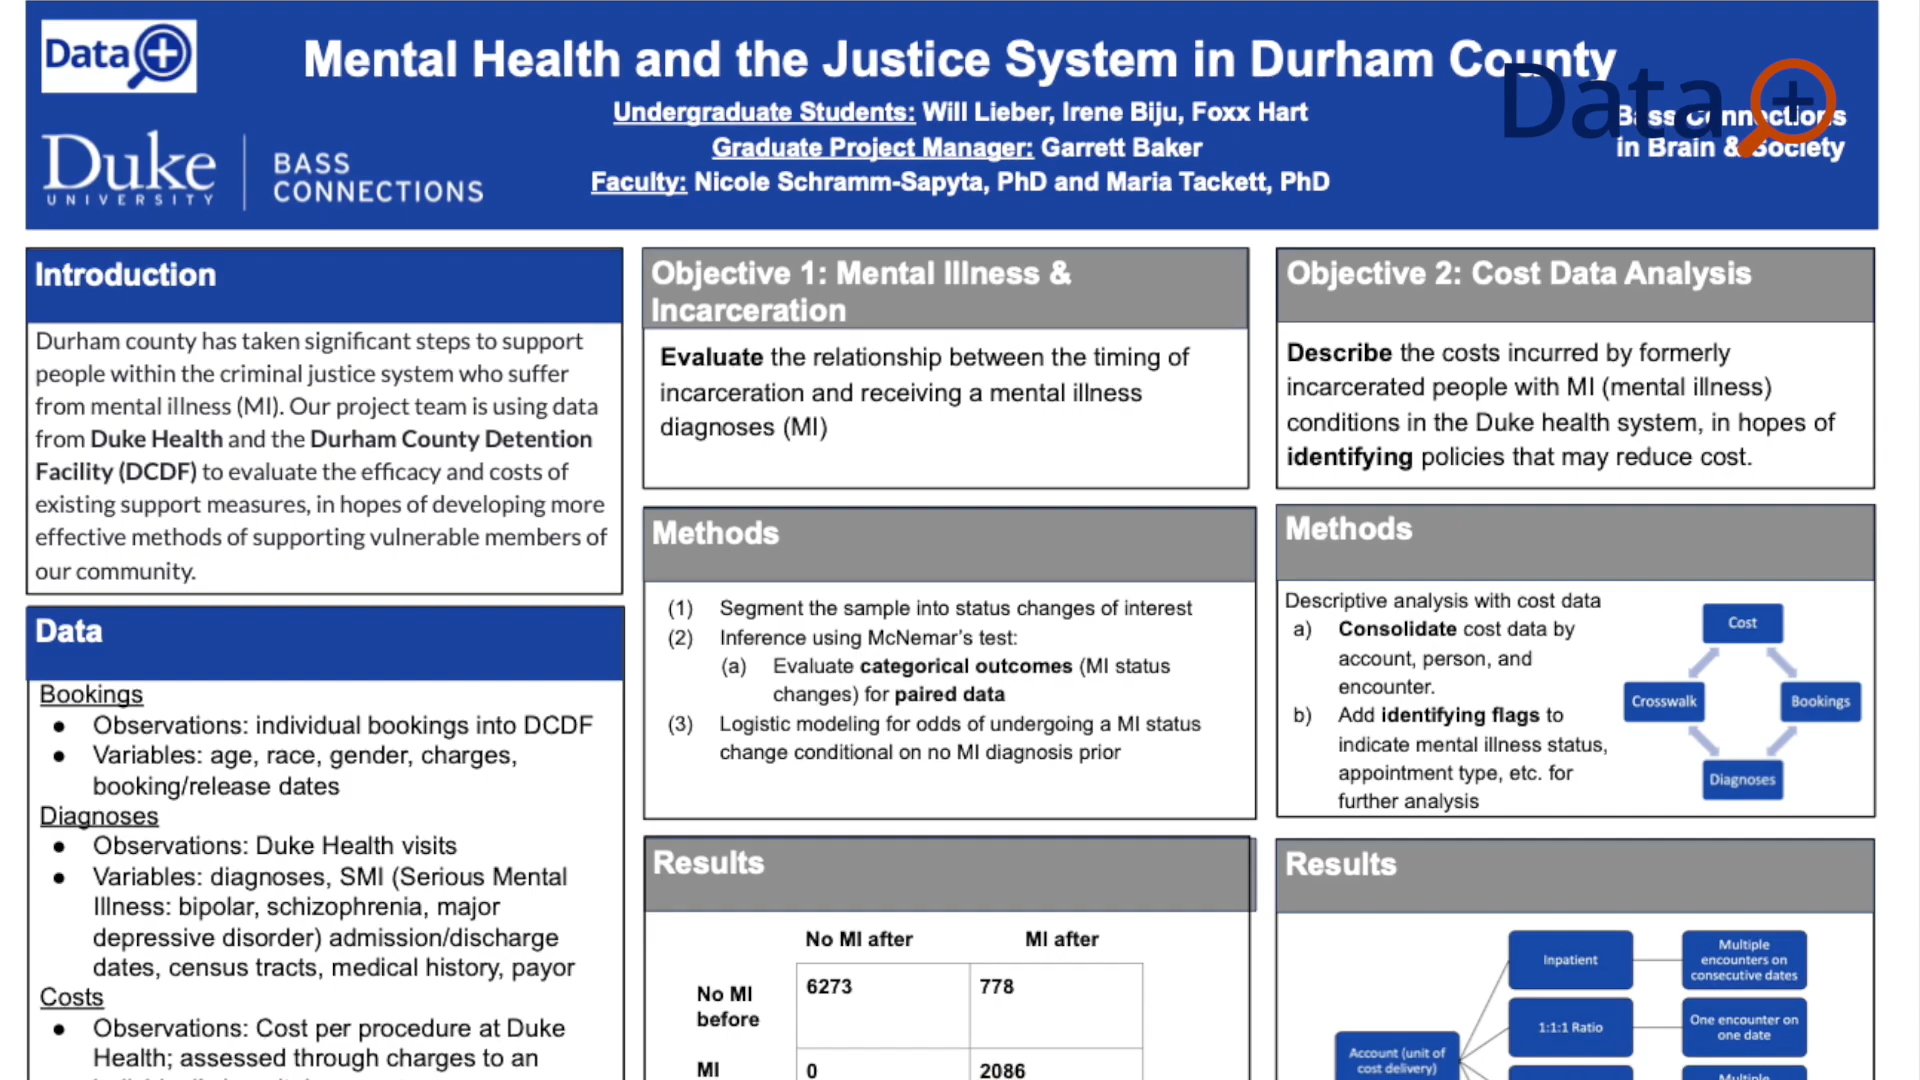 Data
Mental Health and the Justice System in Durham County
Data
Undergraduate Students: Will Lieber, Irene Biju, Foxx Hart
Graduate Project Manager: Garrett Baker
Faculty: Nicole Schramm-Sapyta, PhD and Maria Tackett, PhD
Bass Connections
in Brain & Society
Duke
UNIVERSITY
BASS
CONNECTIONS
Introduction
Durham county has taken significant steps to support
people within the criminal justice system who suffer
from mental illness (MI). Our project team is using data
from Duke Health and the Durham County Detention
Facility (DCDF) to evaluate the efficacy and costs of
existing support measures, in hopes of developing more
effective methods of supporting vulnerable members of
our community.
Data
Bookings
● Observations: individual bookings into DCDF
● Variables: age, race, gender, charges,
booking/release dates
Diagnoses
● Observations: Duke Health visits
● Variables: diagnoses, SMI (Serious Mental
Illness: bipolar, schizophrenia, major
depressive disorder) admission/discharge
dates, census tracts, medical history, payor
Costs
● Observations: Cost per procedure at Duke
Health; assessed through charges to an
Objective 1: Mental Illness &
Incarceration
Evaluate the relationship between the timing of
incarceration and receiving a mental illness
diagnoses (MI)
Methods
(1) Segment the sample into status changes of interest
(2) Inference using McNemar's test:
(a) Evaluate categorical outcomes (MI status
changes) for paired data
(3) Logistic modeling for odds of undergoing a MI status
change conditional on no MI diagnosis prior
Results
No MI after MI after
No MI
before
6273 778
MI 0 2086
Objective 2: Cost Data Analysis
Describe the costs incurred by formerly
incarcerated people with MI (mental illness)
conditions in the Duke health system, in hopes of
identifying policies that may reduce cost.
Methods
Descriptive analysis with cost data
a) Consolidate cost data by
account, person, and
encounter.
b) Add identifying flags to
indicate mental illness status,
appointment type, etc. for
further analysis
Cost
Crosswalk
Bookings
Diagnoses
Results
Inpatient
Multiple
encounters on
consecutive dates
1:1:1 Ratio
One encounter on
one date
Account (unit of
cost delivery)
Multiple